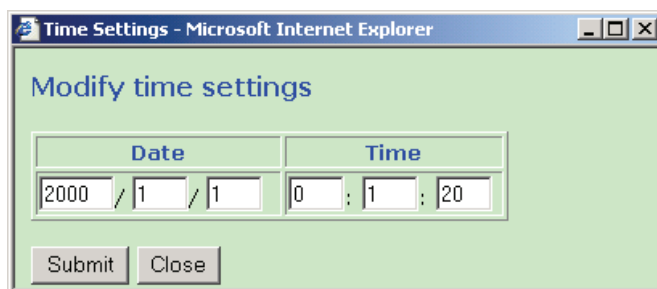 Time Settings - Microsoft Internet Explorer
Modify time settings
Date Time
2000 / 1 / 1 0 : 1 : 20
Submit Close